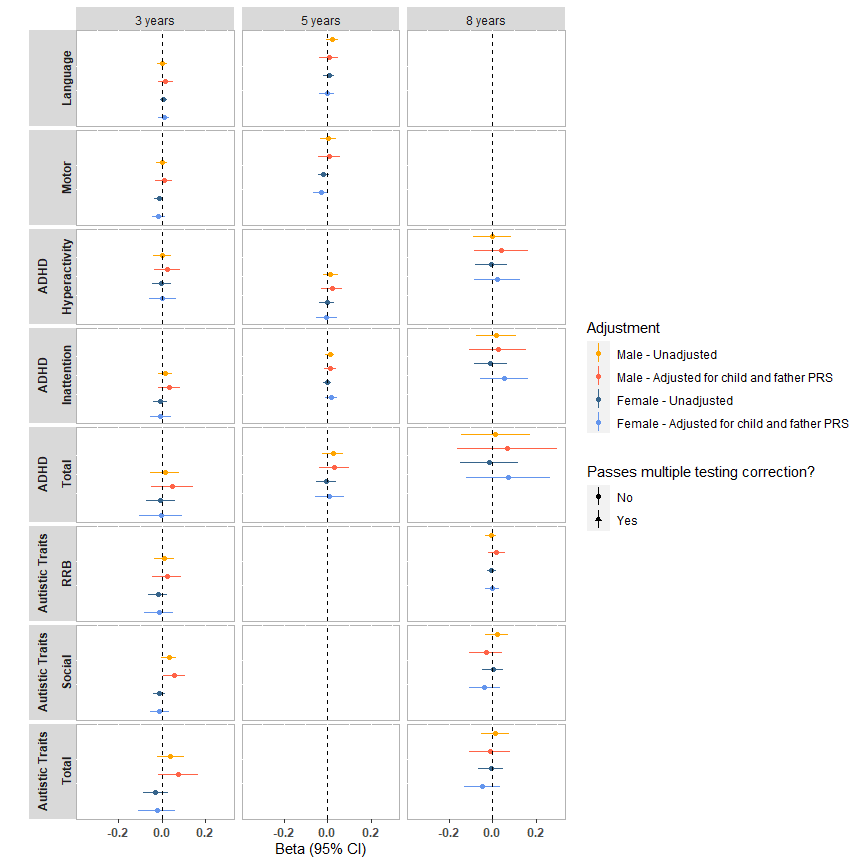 3 years
5 years
8 years
Language
Motor
ADHD
Hyperactivity
ADHD
Inattention
ADHD
Total
Autistic Traits
RRB
Autistic Traits
Social
Autistic Traits
Total
-0.2 0.0 0.2
-0.2 0.0 0.2
-0.2 0.0 0.2
Beta (95% CI)
Adjustment
Male - Unadjusted
Male - Adjusted for child and father PRS
Female - Unadjusted
Female - Adjusted for child and father PRS
Passes multiple testing correction?
No
Yes